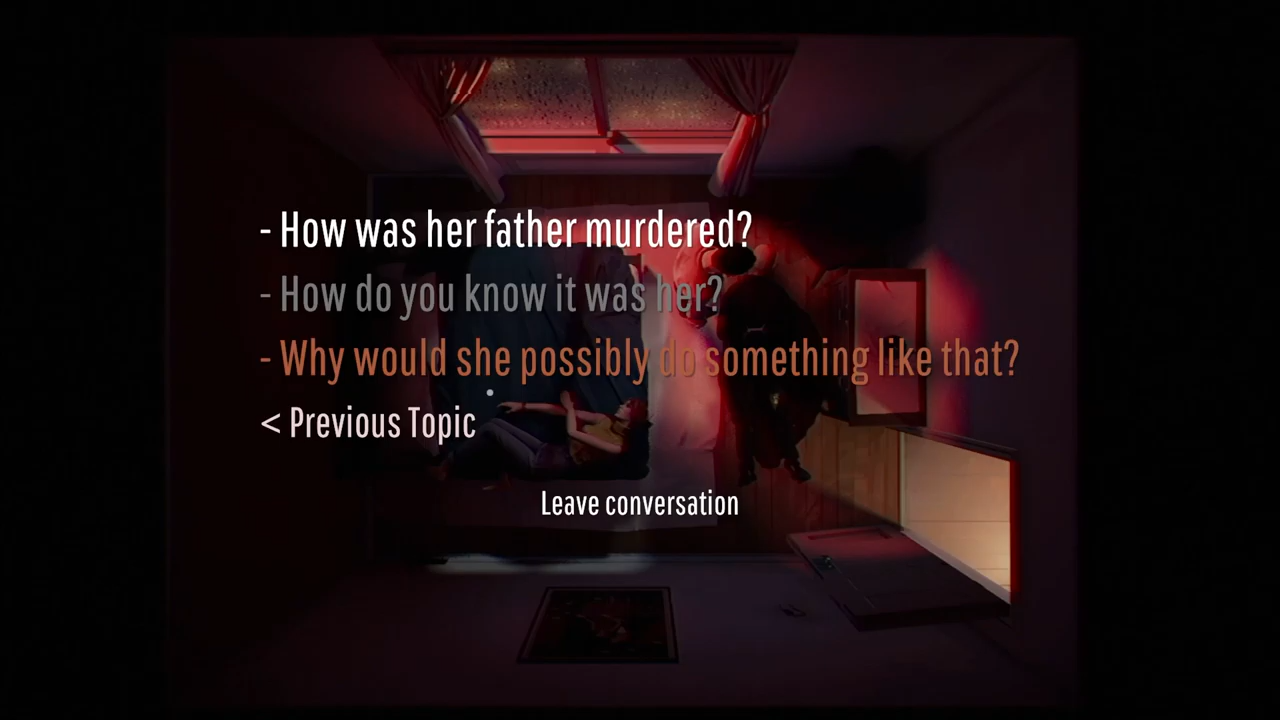 - How was her father murdered?
- How do you know it was her?
- Why would she possibly do something like that?
< Previous Topic
Leave conversation